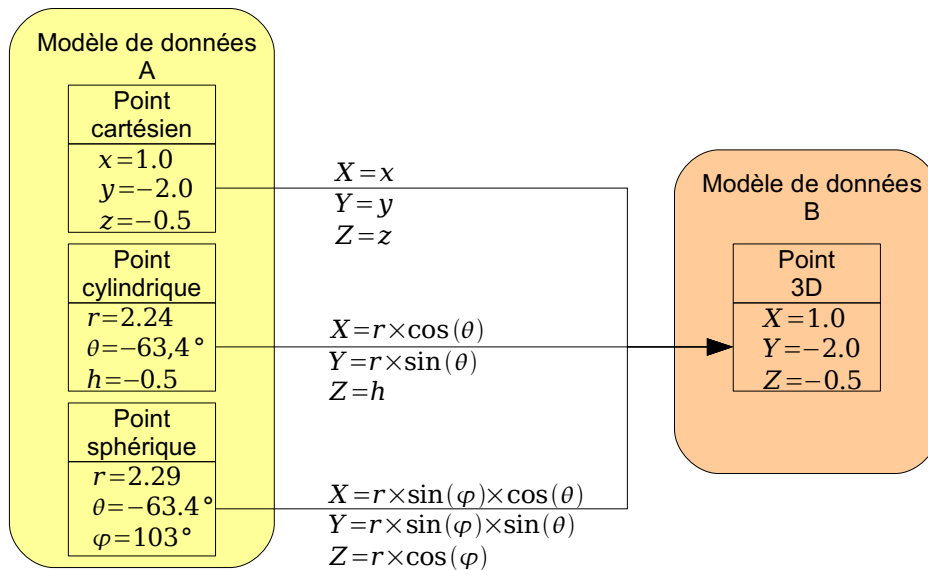 Modèle de données
A
Point
cartésien
x=1.0
y=−2.0
z=−0.5
Point
cylindrique
r=2.24
θ=−63,4°
h=−0.5
Point
sphérique
r=2.29
θ=−63.4°
φ=103°
X=x
Y=y
Z=z
X=r×cos(θ)
Y=r×sin(θ)
Z=h
X=r×sin(φ)×cos(θ)
Y=r×sin(φ)×sin(θ)
Z=r×cos(φ)
Modèle de données
B
Point
3D
X=1.0
Y=−2.0
Z=−0.5